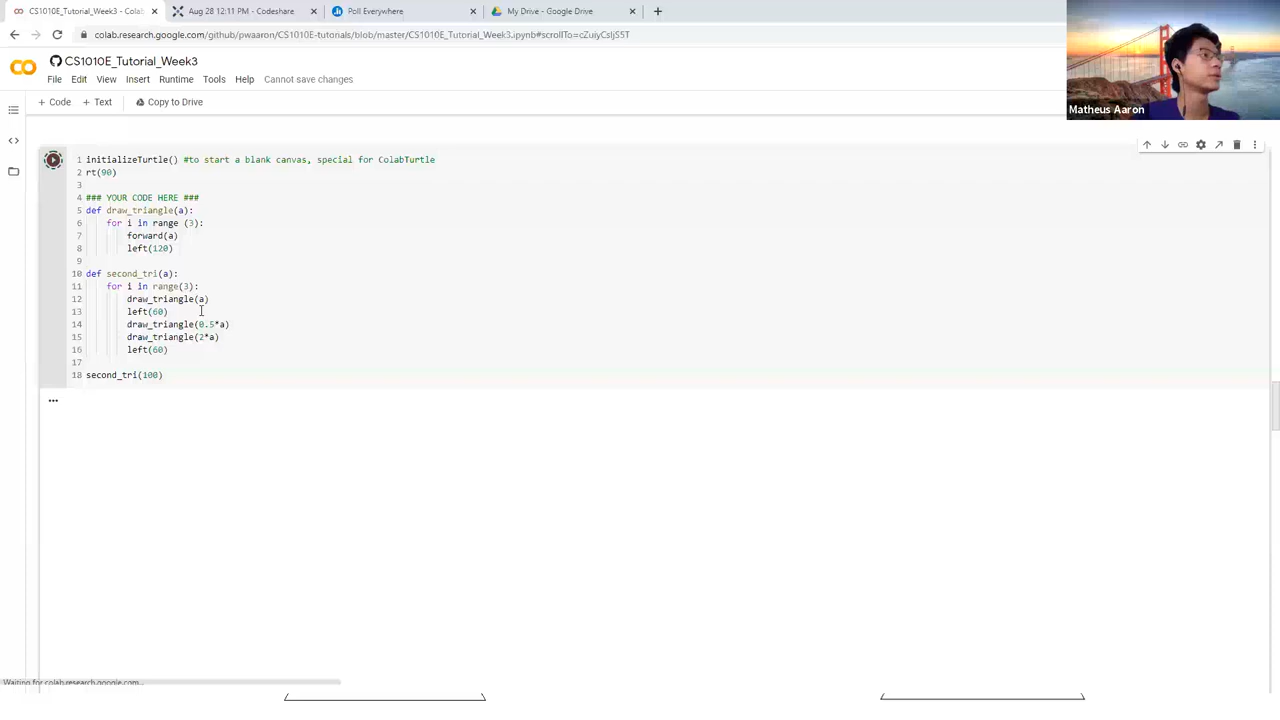 CS1010E_Tutorial_Week3 - Colab
Aug 28 12:11 PM - Codeshare
Poll Everywhere
My Drive - Google Drive
colab.research.google.com/github/pwaaron/CS1010E-tutorials/blob/master/CS1010E_Tutorial_Week3.ipynb#scrollTo=cZuiyCsljS5T
CS1010E_Tutorial_Week3
File Edit View Insert Runtime Tools Help Cannot save changes
+ Code + Text Copy to Drive
Matheus Aaron
1 initializeTurtle() #to start a blank canvas, special for ColabTurtle
2 rt(90)
3
4 ### YOUR CODE HERE ###
5 def draw_triangle(a):
6 for i in range (3):
7 forward(a)
8 left(120)
9
10 def second_tri(a):
11 for i in range(3):
12 draw_triangle(a)
13 left(60)
14 draw_triangle(0.5*a)
15 draw_triangle(2*a)
16 left(60)
17
18 second_tri(100)
...
Waiting for colab.research.google.com...